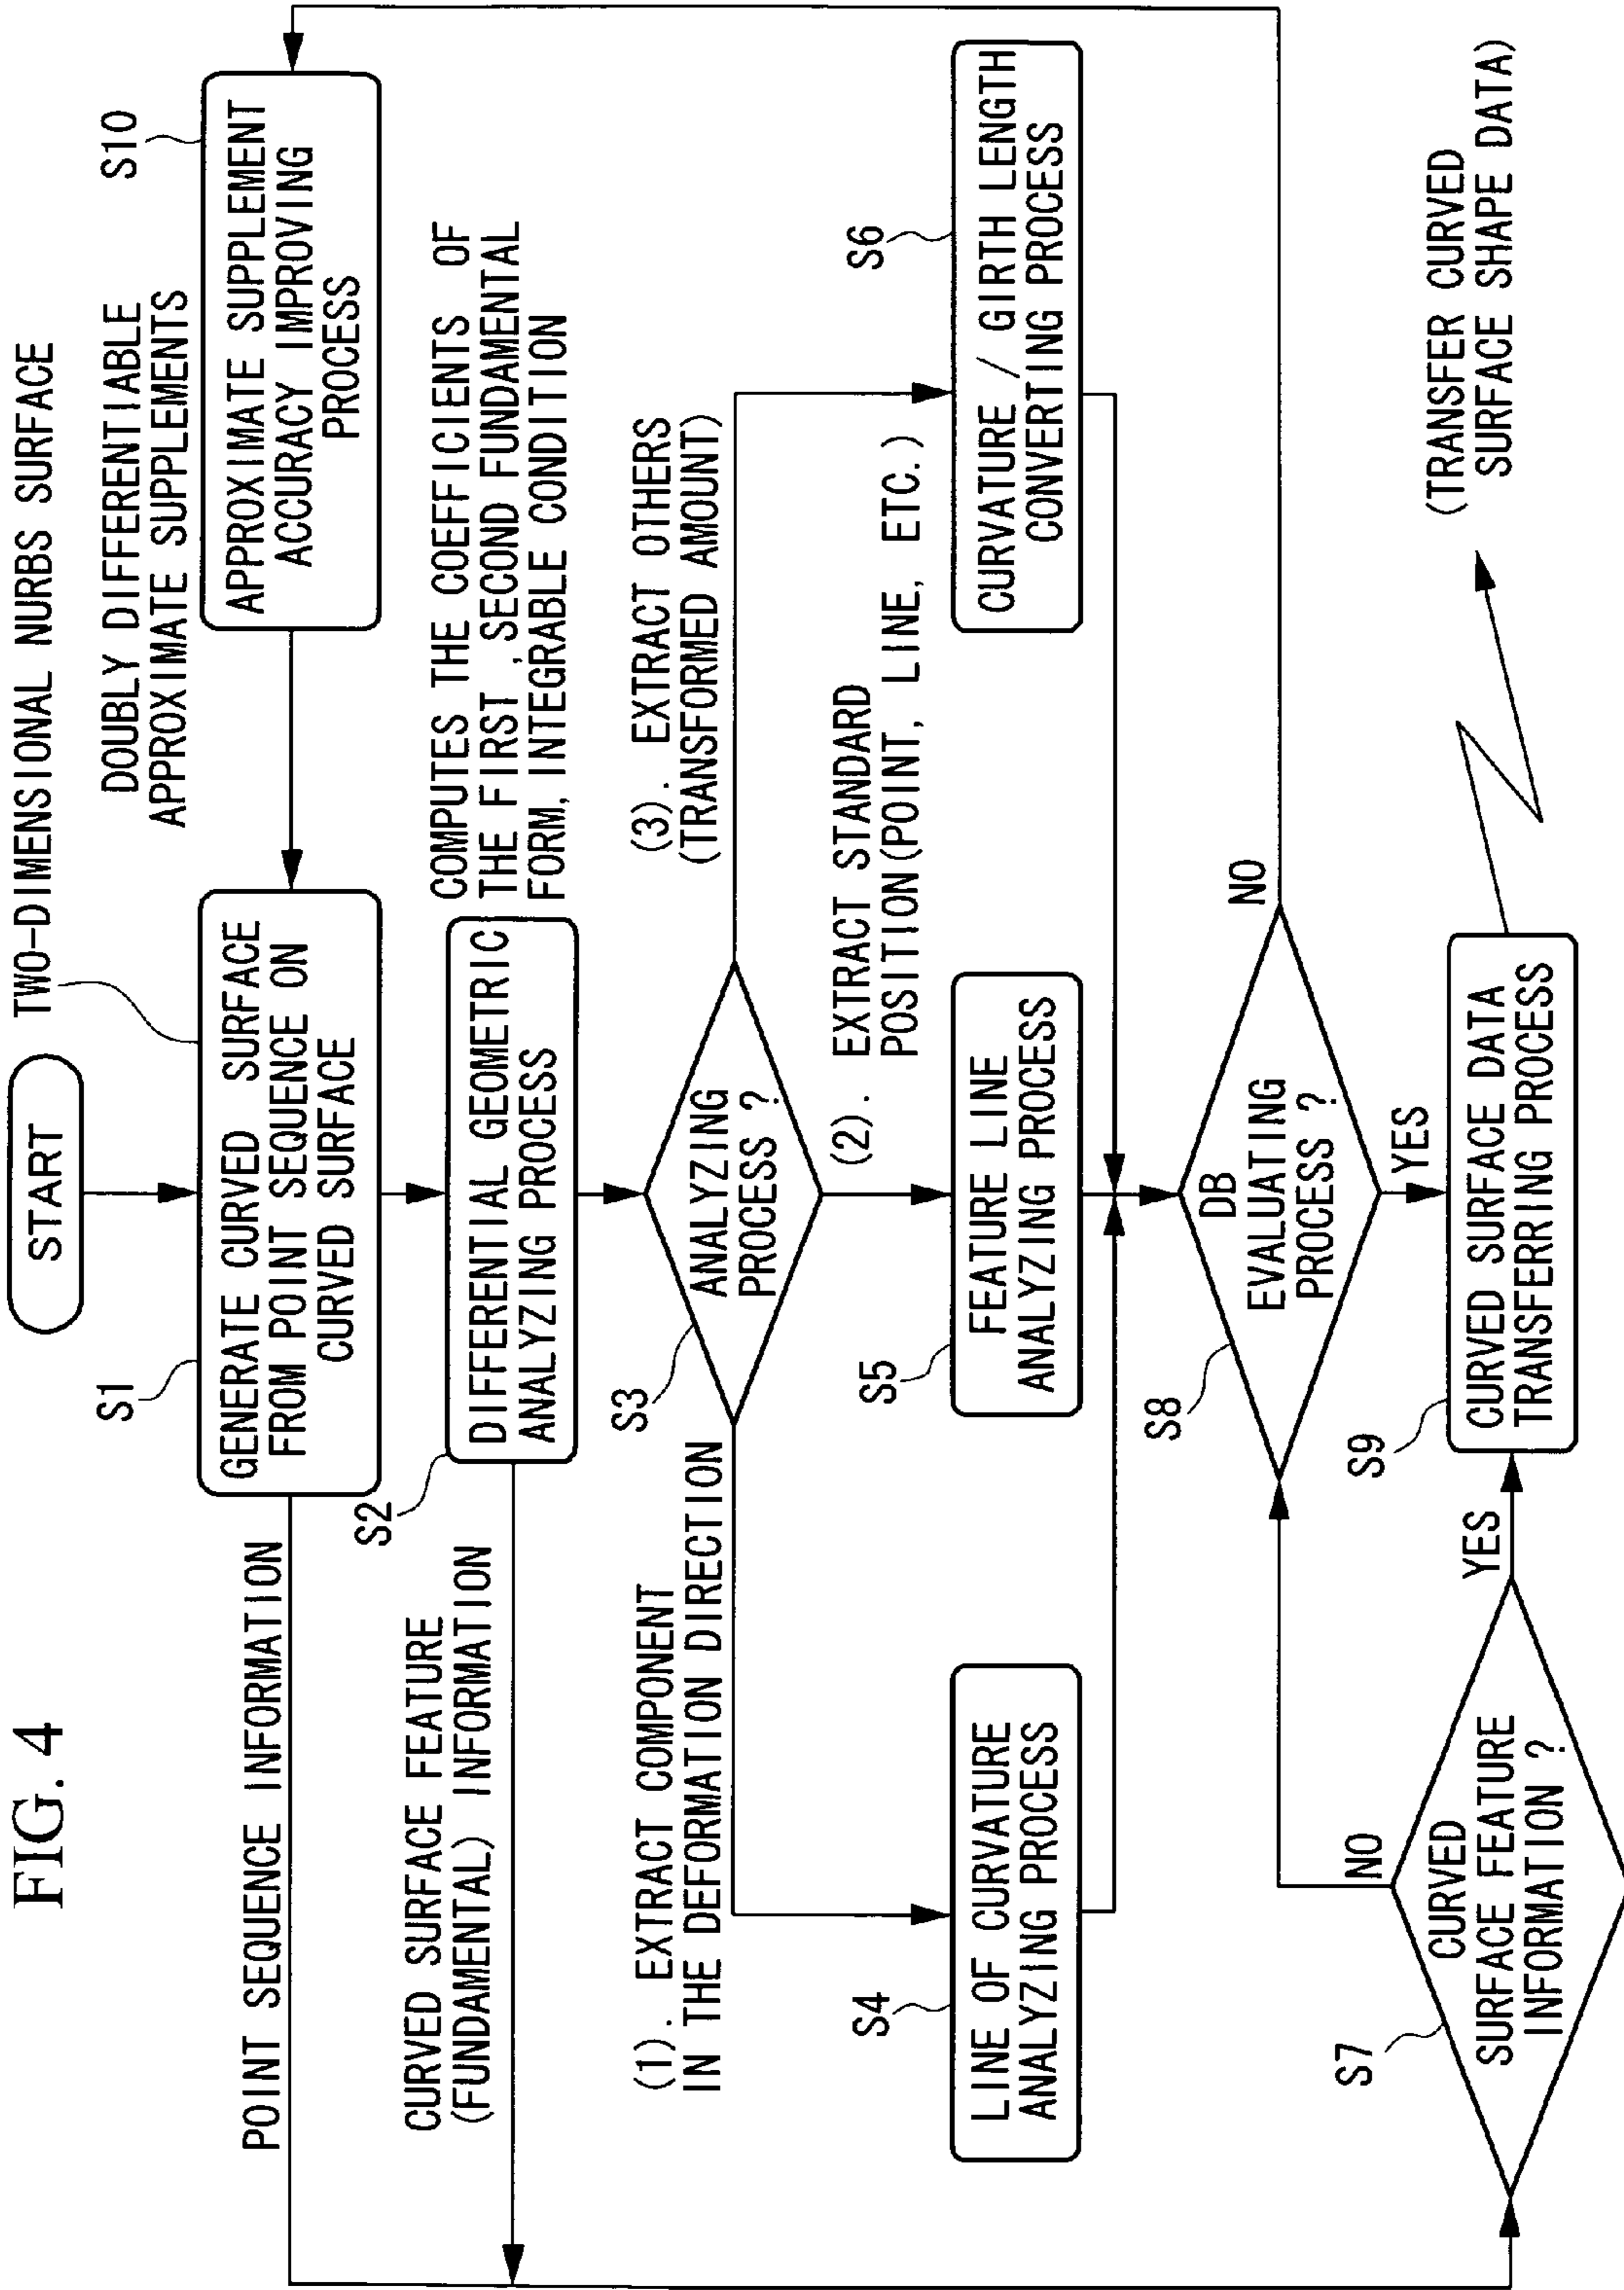 FIG. 4
START
TWO-DIMENSIONAL NURBS SURFACE
S1
GENERATE CURVED SURFACE
FROM POINT SEQUENCE ON
CURVED SURFACE
DOUBLY DIFFERENTIABLE
APPROXIMATE SUPPLEMENTS
S10
APPROXIMATE SUPPLEMENT
ACCURACY IMPROVING
PROCESS
POINT SEQUENCE INFORMATION
S2
DIFFERENTIAL GEOMETRIC
ANALYZING PROCESS
COMPUTES THE COEFFICIENTS OF
THE FIRST ,SECOND FUNDAMENTAL
FORM, INTEGRABLE CONDITION
CURVED SURFACE FEATURE
(FUNDAMENTAL) INFORMATION
S3
ANALYZING
PROCESS ?
(1). EXTRACT COMPONENT
IN THE DEFORMATION DIRECTION
(3). EXTRACT OTHERS
(TRANSFORMED AMOUNT)
(2). EXTRACT STANDARD
POSITION(POINT, LINE, ETC.)
S4
LINE OF CURVATURE
ANALYZING PROCESS
S5
FEATURE LINE
ANALYZING PROCESS
S6
CURVATURE / GIRTH LENGTH
CONVERTING PROCESS
S8
DB
EVALUATING
PROCESS ?
NO
YES
S7
CURVED
SURFACE FEATURE
INFORMATION ?
NO
YES
S9
CURVED SURFACE DATA
TRANSFERRING PROCESS
(TRANSFER CURVED
SURFACE SHAPE DATA)